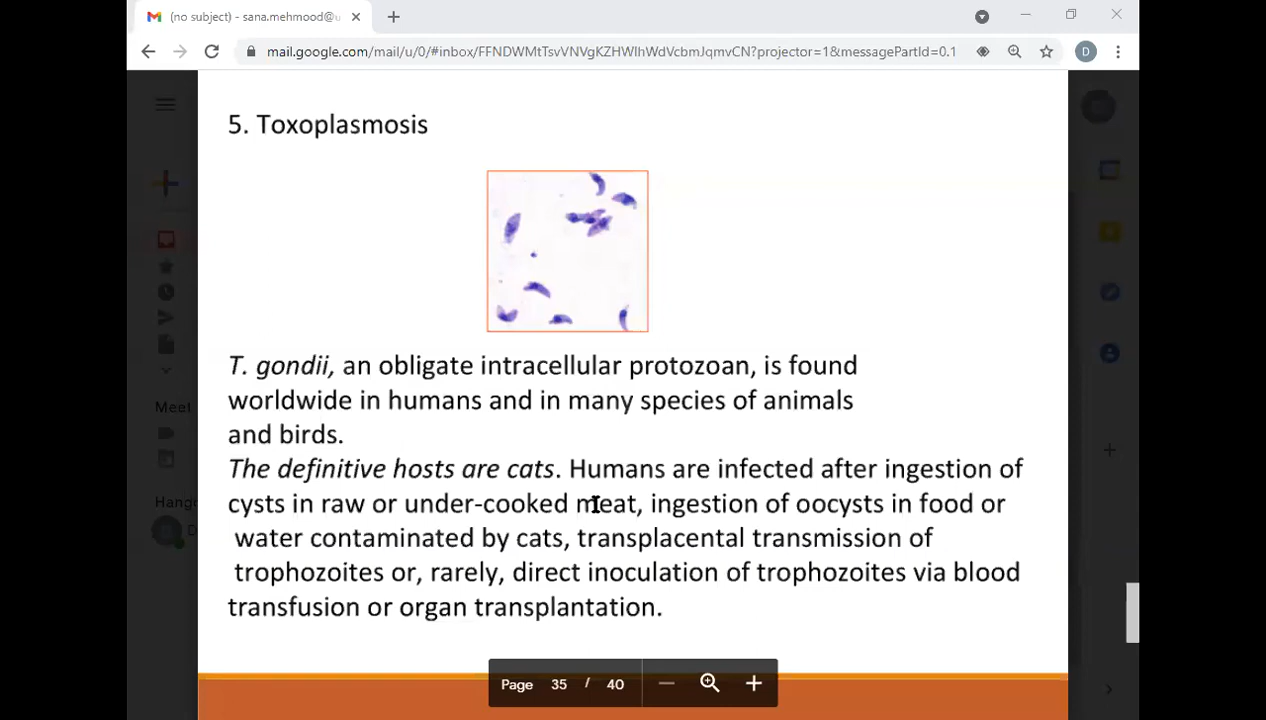 (no subject) - sana.mehmood@u
mail.google.com/mail/u/0/#inbox/FFNDWMtTsvVNVgKZHWlhWdVcbmJqmvCN?projector=1&messagePartId=0.1
D
5. Toxoplasmosis
T. gondii, an obligate intracellular protozoan, is found
worldwide in humans and in many species of animals
and birds.
The definitive hosts are cats. Humans are infected after ingestion of
cysts in raw or under-cooked meat, ingestion of oocysts in food or
water contaminated by cats, transplacental transmission of
trophozoites or, rarely, direct inoculation of trophozoites via blood
transfusion or organ transplantation.
Meet
Hang
Page 35 / 40